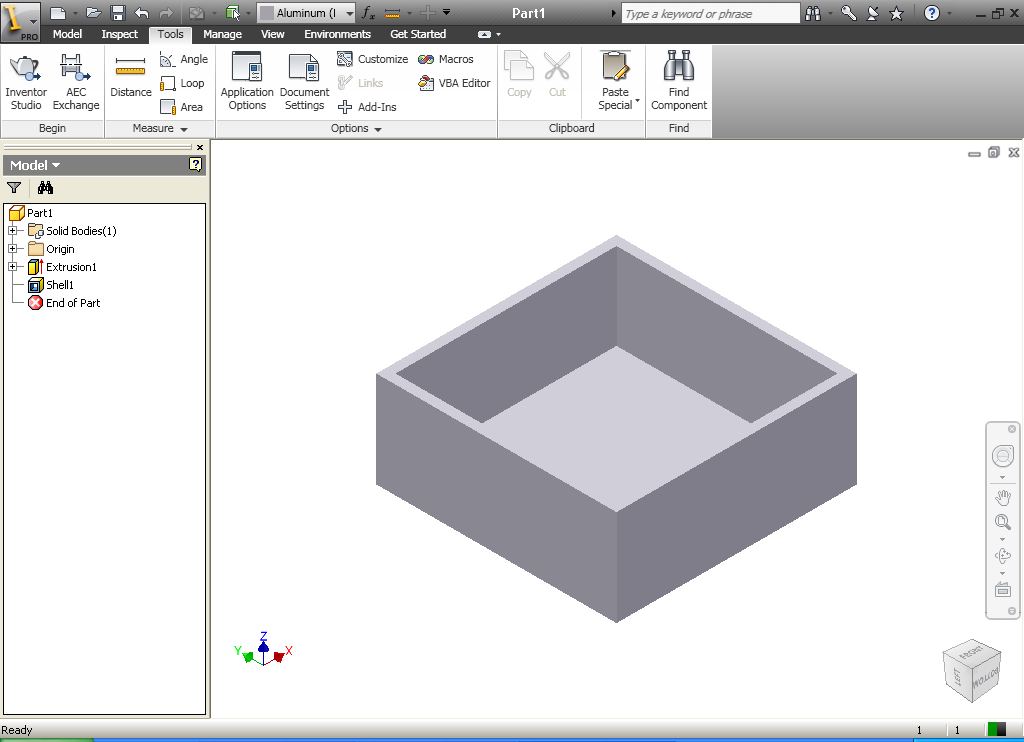 PRO
Aluminum (I
fx
Part1
Type a keyword or phrase
Model Inspect Tools Manage View Environments Get Started
Inventor Studio
AEC Exchange
Begin
Distance
Angle
Loop
Area
Measure
Application Options
Document Settings
Customize
Links
Add-Ins
Macros
VBA Editor
Options
Copy
Cut
Paste Special
Clipboard
Find Component
Find
Model
Part1
Solid Bodies(1)
Origin
Extrusion1
Shell1
End of Part
Z
Y
X
FRONT
LEFT
BOTTOM
Ready
1 1